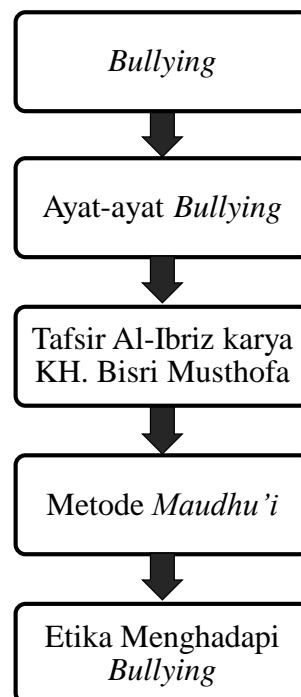 Bullying
Ayat-ayat Bullying
Tafsir Al-Ibriz karya
KH. Bisri Musthofa
Metode Maudhu’i
Etika Menghadapi
Bullying